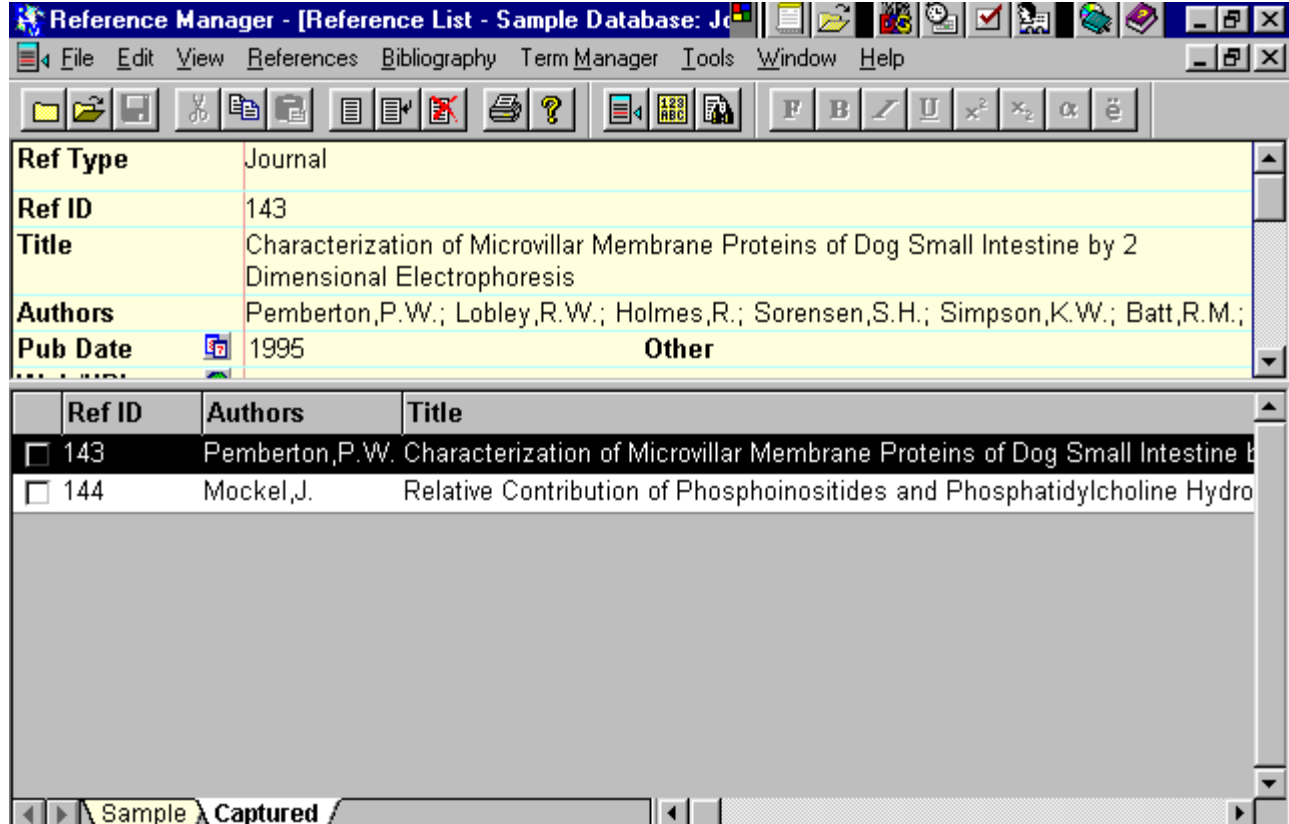 Reference Manager - [Reference List - Sample Database: Jo
File Edit View References Bibliography Term Manager Tools Window Help
F B I U x² x₂ α ë
Ref Type Journal
Ref ID 143
Title Characterization of Microvillar Membrane Proteins of Dog Small Intestine by 2
Dimensional Electrophoresis
Authors Pemberton,P.W.; Lobley,R.W.; Holmes,R.; Sorensen,S.H.; Simpson,K.W.; Batt,R.M.;
Pub Date 1995 Other
Ref ID Authors Title
143 Pemberton,P.W. Characterization of Microvillar Membrane Proteins of Dog Small Intestine
144 Mockel,J. Relative Contribution of Phosphoinositides and Phosphatidylcholine Hydro
Sample Captured